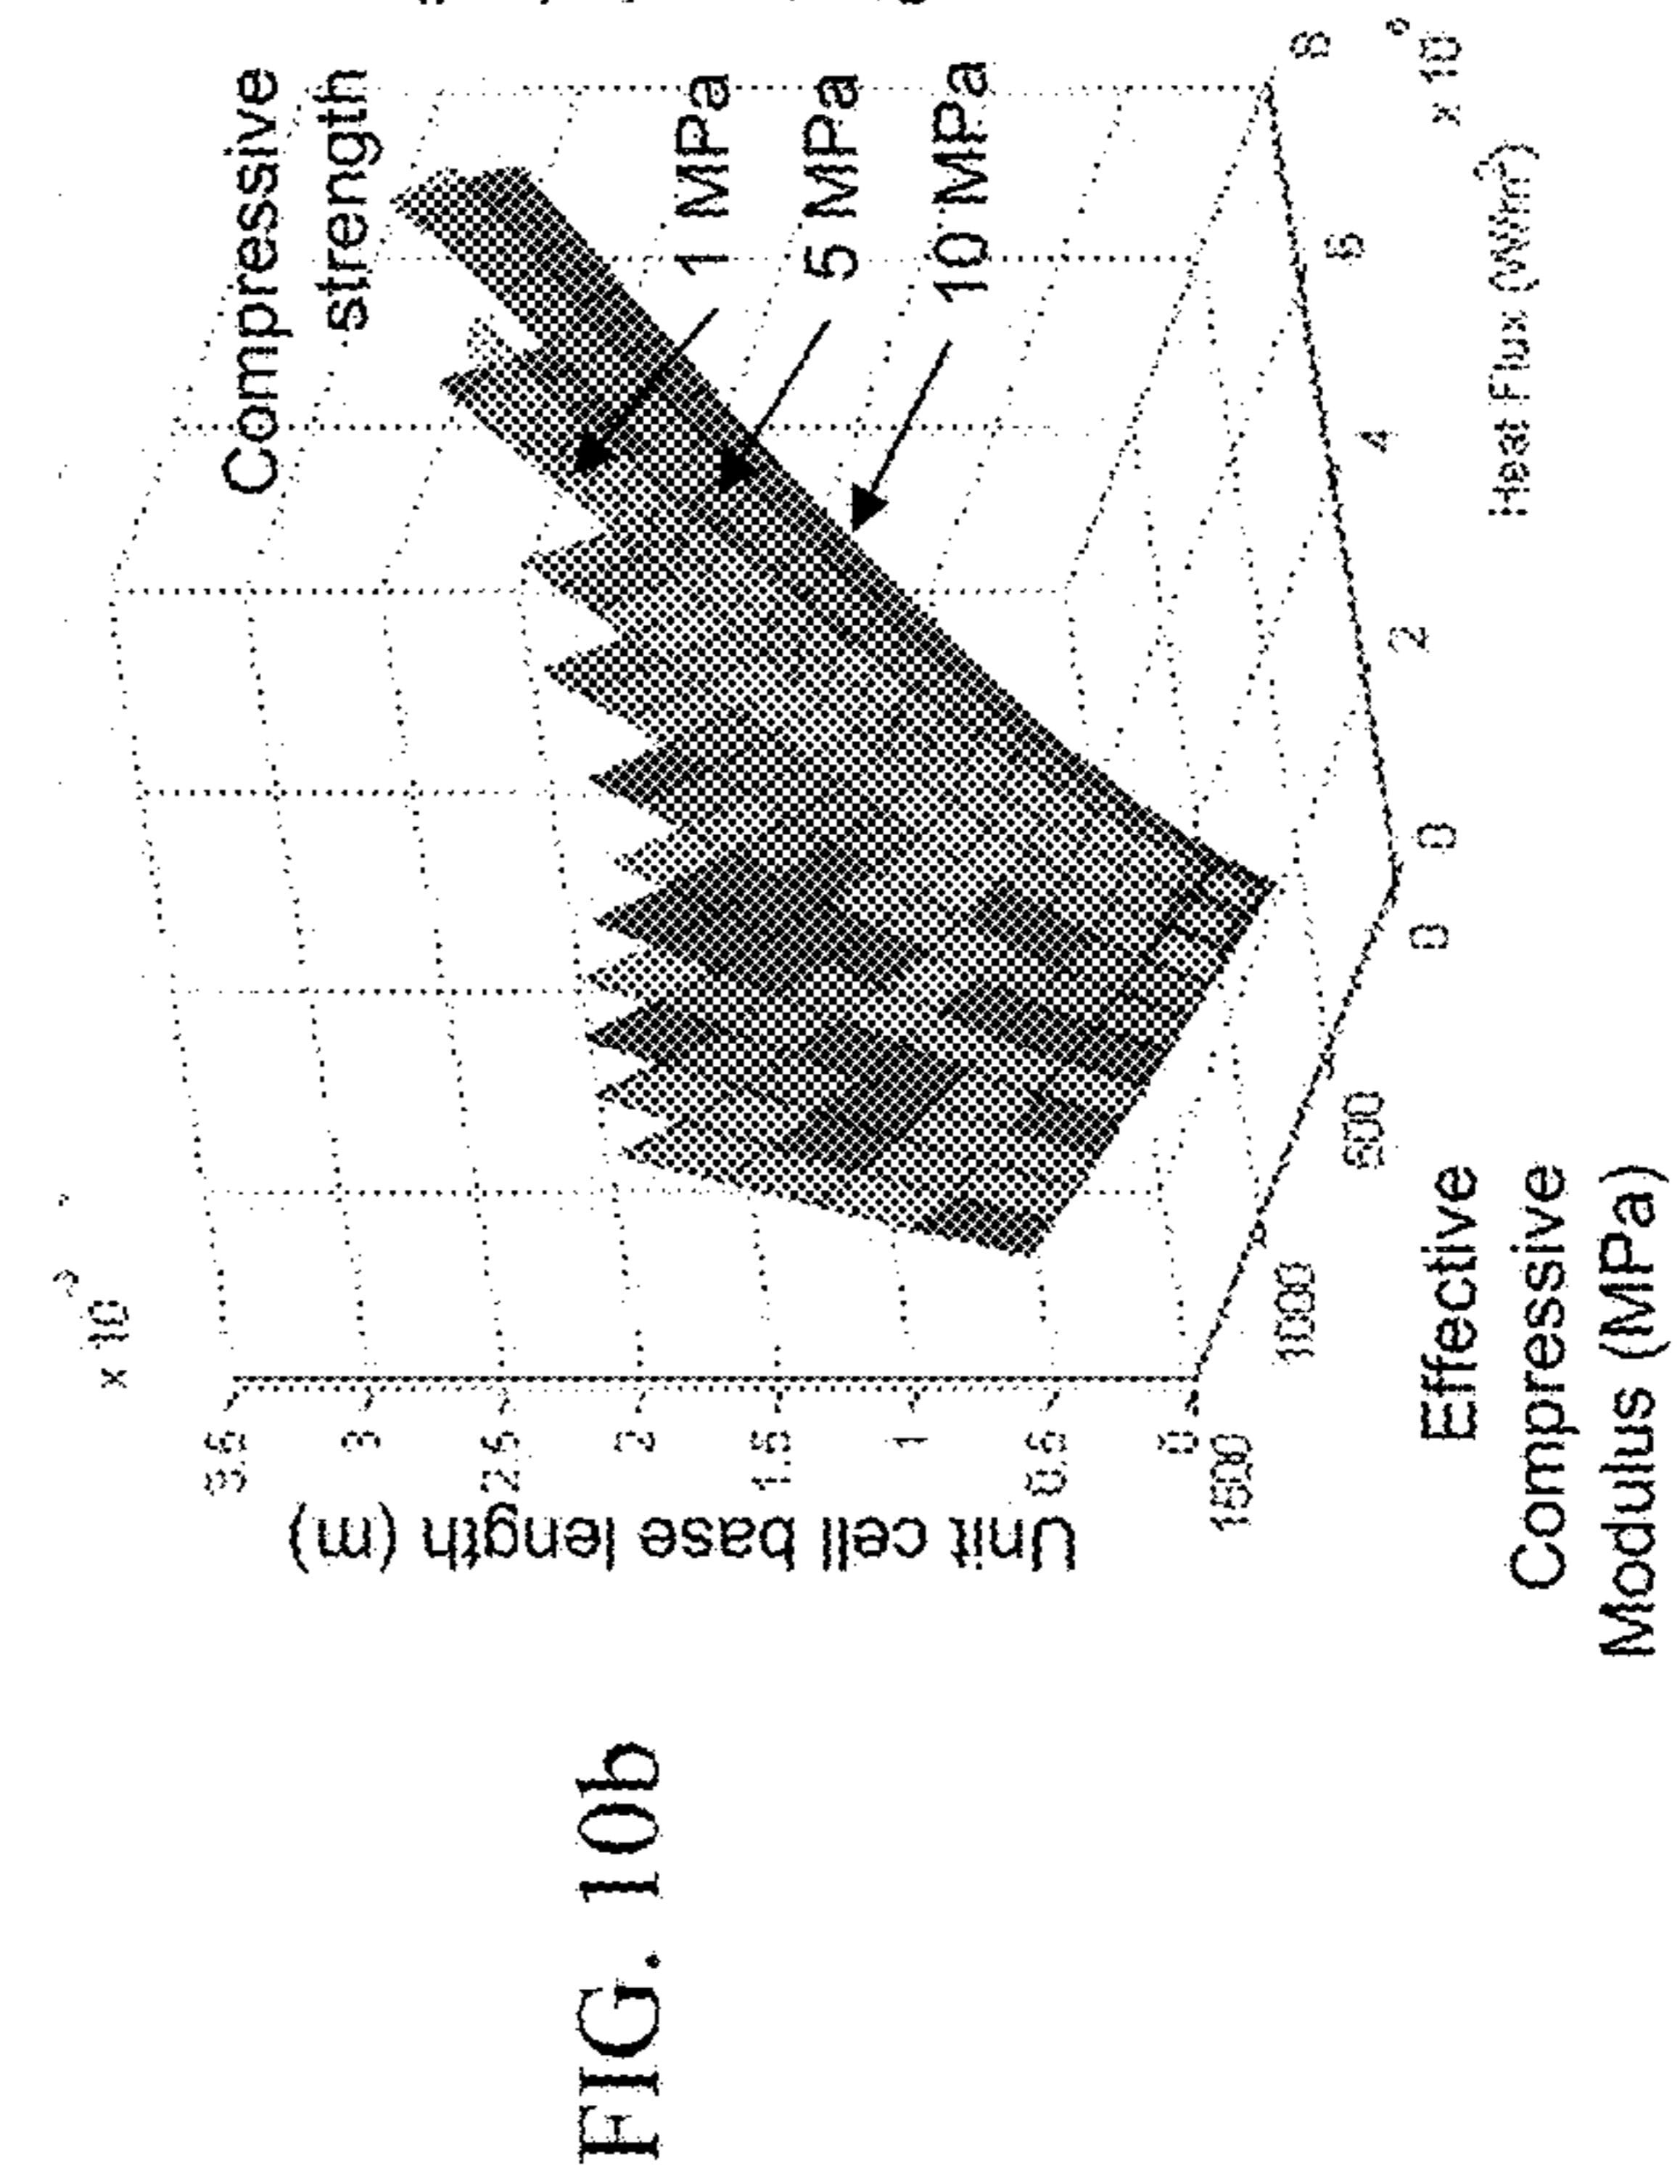 FIG. 10b
x 10
Compressive
strength
1 MPa
5 MPa
10 MPa
Unit cell base length (m)
3.5
3
2.5
2
1.5
1
0.5
0
1500
1000
500
0
Effective
Compressive
Modulus (MPa)
0
2
4
6
8
x 10
Heat Flux